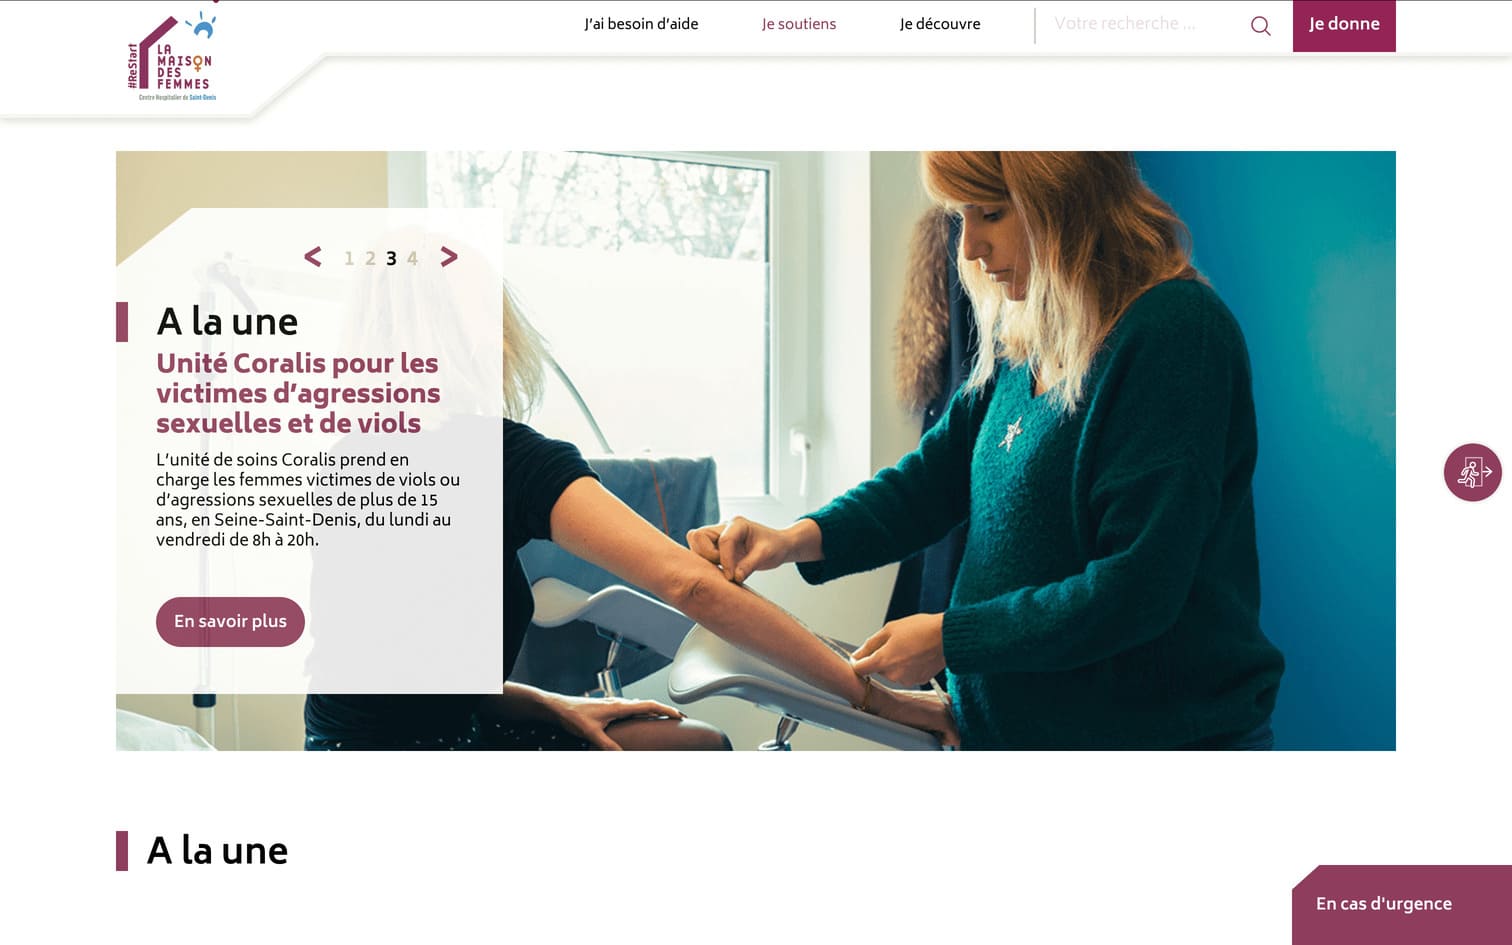 #ReStart
LA
MAISON
DES
FEMMES
Centre Hospitalier de Saint-Denis
J’ai besoin d’aide
Je soutiens
Je découvre
Votre recherche ...
Je donne
< 1 2 3 4 >
A la une
Unité Coralis pour les
victimes d’agressions
sexuelles et de viols
L’unité de soins Coralis prend en
charge les femmes victimes de viols ou
d’agressions sexuelles de plus de 15
ans, en Seine-Saint-Denis, du lundi au
vendredi de 8h à 20h.
En savoir plus
A la une
En cas d'urgence